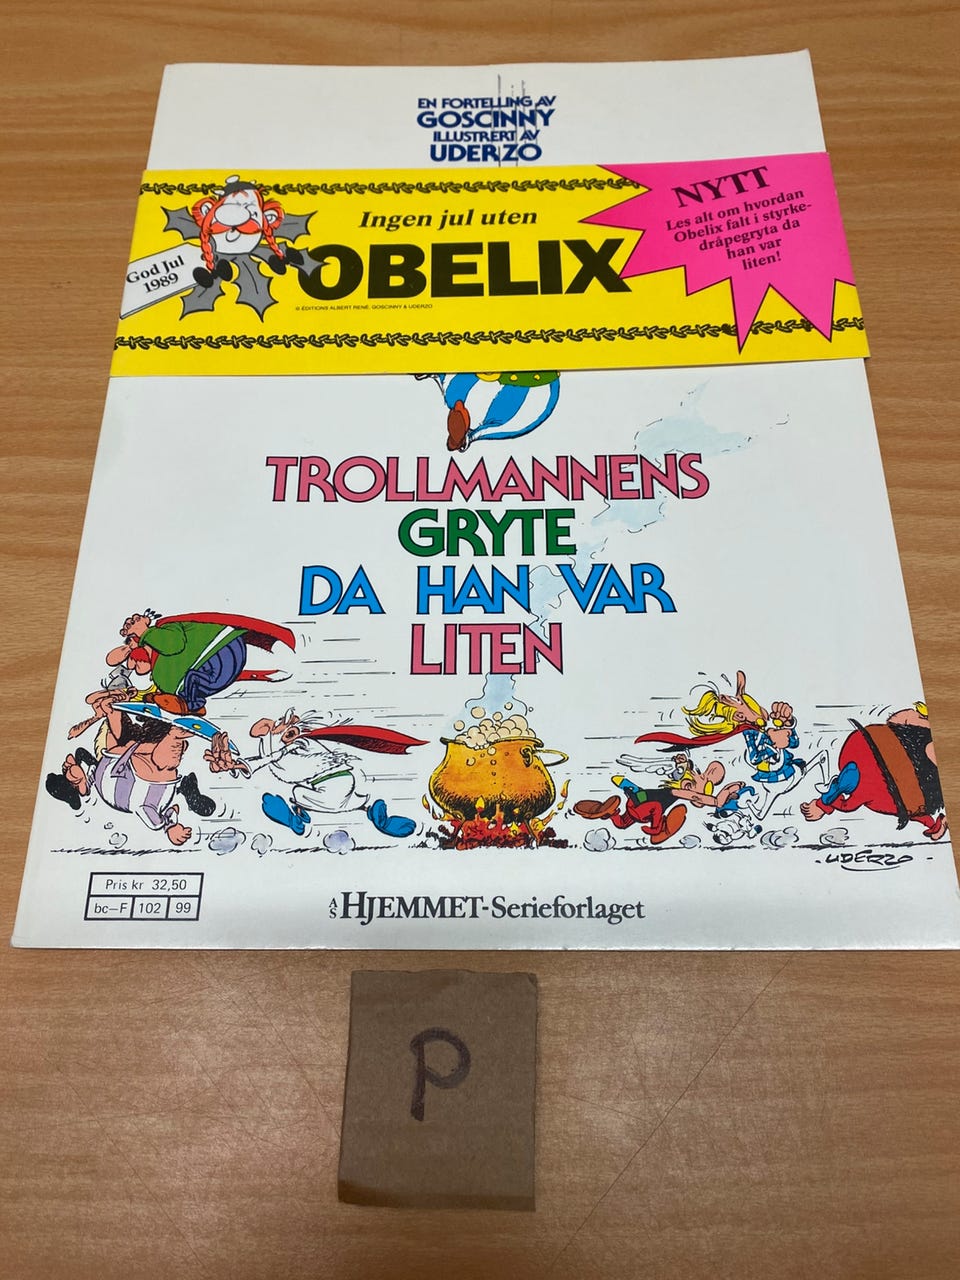 EN FORTELLING AV
GOSCINNY
ILLUSTRERT AV
UDERZO
God Jul
1989
Ingen jul uten
OBELIX
© ÉDITIONS ALBERT RENÉ, GOSCINNY & UDERZO
NYTT
Les alt om hvordan
Obelix falt i styrke-
dråpegryta da
han var
liten!
TROLLMANNENS
GRYTE
DA HAN VAR
LITEN
·UDERZO-
Pris kr 32,50
bc–F 102 99
A/S HJEMMET-Serieforlaget
P